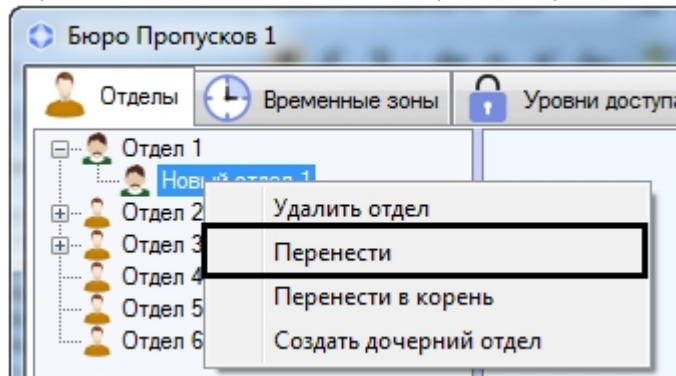 Бюро Пропусков 1
Отделы Временные зоны Уровни доступа
Отдел 1
Новый отдел 1
Отдел 2
Отдел 3
Отдел 4
Отдел 5
Отдел 6
Удалить отдел
Перенести
Перенести в корень
Создать дочерний отдел